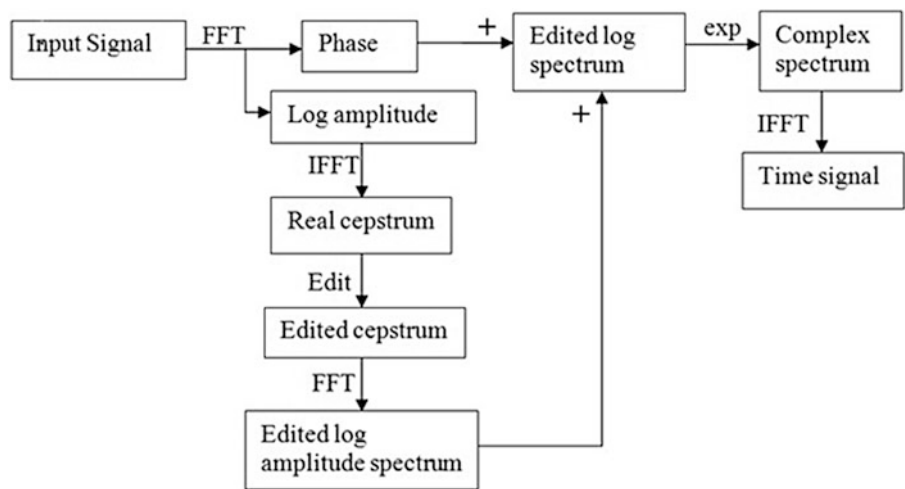 Input Signal
FFT
Phase
+
Edited log
spectrum
exp
Complex
spectrum
Log amplitude
+
IFFT
IFFT
Time signal
Real cepstrum
Edit
Edited cepstrum
FFT
Edited log
amplitude spectrum